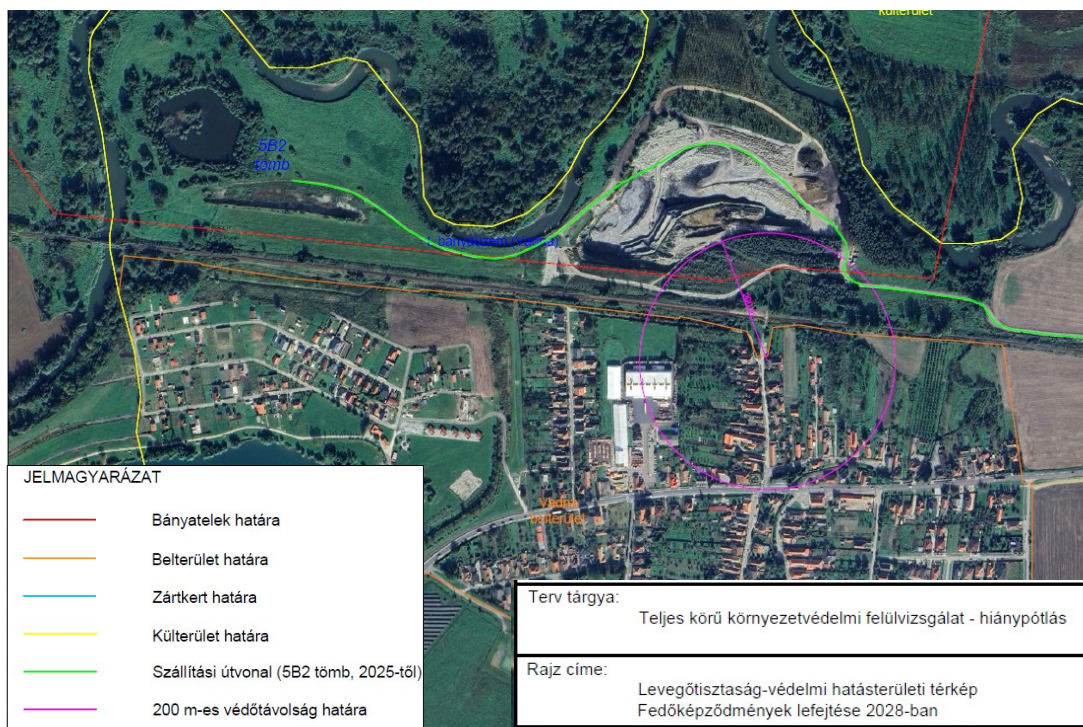 külterület
5B2
tömb
bányaüzem (Vadna)
Vadna
belterület
JELMAGYARÁZAT
Bányatelek határa
Belterület határa
Zártkert határa
Külterület határa
Szállítási útvonal (5B2 tömb, 2025-től)
200 m-es védőtávolság határa
Terv tárgya:
Teljes körű környezetvédelmi felülvizsgálat - hiánypótlás
Rajz címe:
Levegőtisztaság-védelmi hatásterületi térkép
Fedőképződmények lefejtése 2028-ban